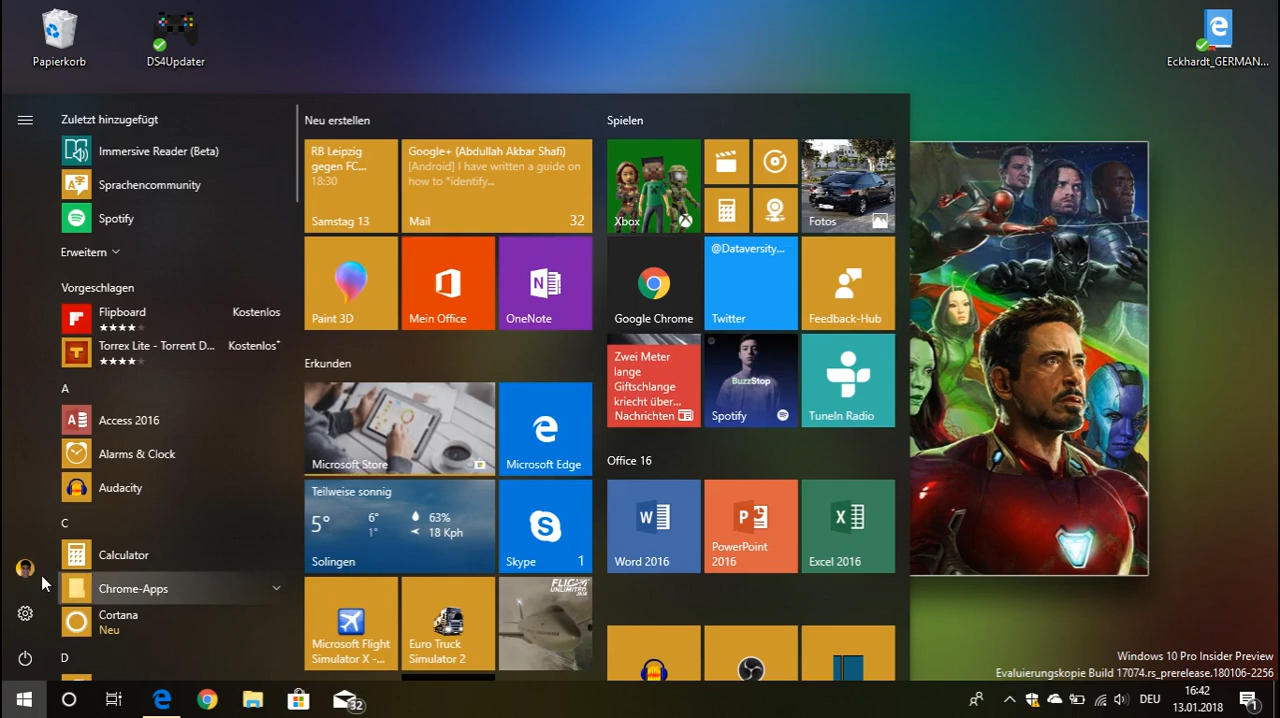 Papierkorb
DS4Updater
Eckhardt_GERMAN...
Zuletzt hinzugefügt
Immersive Reader (Beta)
Sprachencommunity
Spotify
Erweitern
Vorgeschlagen
Flipboard
Kostenlos
Torrex Lite - Torrent D...
Kostenlos*
A
Access 2016
Alarms & Clock
Audacity
C
Calculator
Chrome-Apps
Cortana
Neu
D
Neu erstellen
RB Leipzig
gegen FC...
18:30
Samstag 13
Google+ (Abdullah Akbar Shafi)
[Android] I have written a guide on
how to *identify...
Mail
32
Paint 3D
Mein Office
OneNote
Erkunden
Microsoft Store
Microsoft Edge
Teilweise sonnig
5°
6°
1°
63%
18 Kph
Solingen
Skype
1
Microsoft Flight
Simulator X -...
Euro Truck
Simulator 2
FLIGHT
UNLIMITED
Spielen
Xbox
Fotos
Google Chrome
@Dataversity...
Twitter
Feedback-Hub
Zwei Meter
lange
Giftschlange
kriecht über...
Nachrichten
BuzzStop
Spotify
TuneIn Radio
Office 16
Word 2016
PowerPoint
2016
Excel 2016
Windows 10 Pro Insider Preview
Evaluierungskopie Build 17074.rs_prerelease.180106-2256
32
DEU
16:42
13.01.2018
1